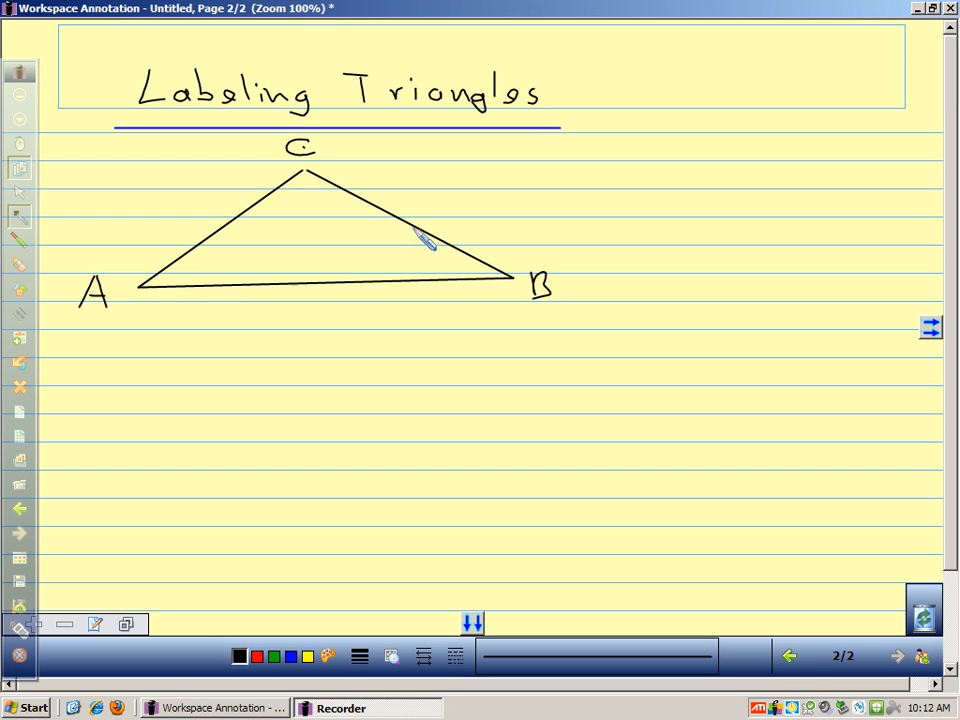 Workspace Annotation - Untitled, Page 2/2 (Zoom 100%) *
Labeling Triangles
C
A
B
2/2
Start
Workspace Annotation - ...
Recorder
ATI
10:12 AM